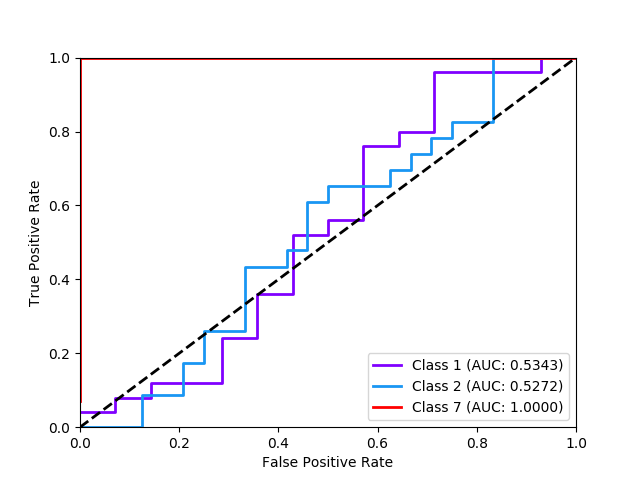 1.0
0.8
0.6
0.4
0.2
0.0
True Positive Rate
Class 1 (AUC: 0.5343)
Class 2 (AUC: 0.5272)
Class 7 (AUC: 1.0000)
0.0 0.2 0.4 0.6 0.8 1.0
False Positive Rate